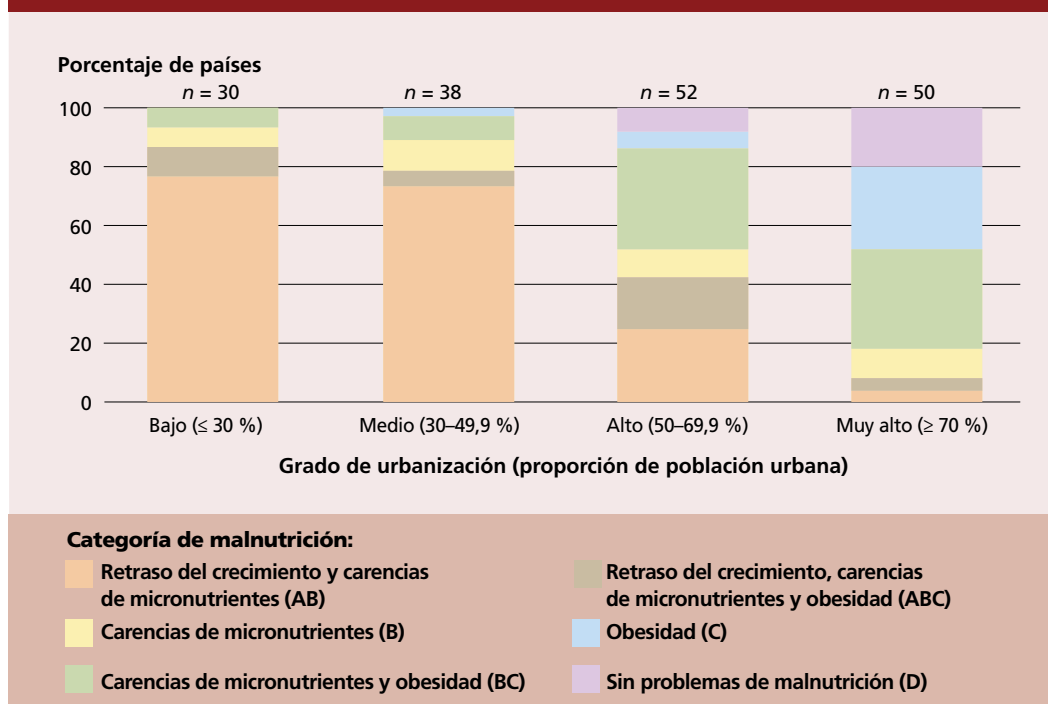 Porcentaje de países
n = 30
n = 38
n = 52
n = 50
100
80
60
40
20
0
Bajo (≤ 30 %)
Medio (30–49,9 %)
Alto (50–69,9 %)
Muy alto (≥ 70 %)
Grado de urbanización (proporción de población urbana)
Categoría de malnutrición:
Retraso del crecimiento y carencias
de micronutrientes (AB)
Retraso del crecimiento, carencias
de micronutrientes y obesidad (ABC)
Carencias de micronutrientes (B)
Obesidad (C)
Carencias de micronutrientes y obesidad (BC)
Sin problemas de malnutrición (D)